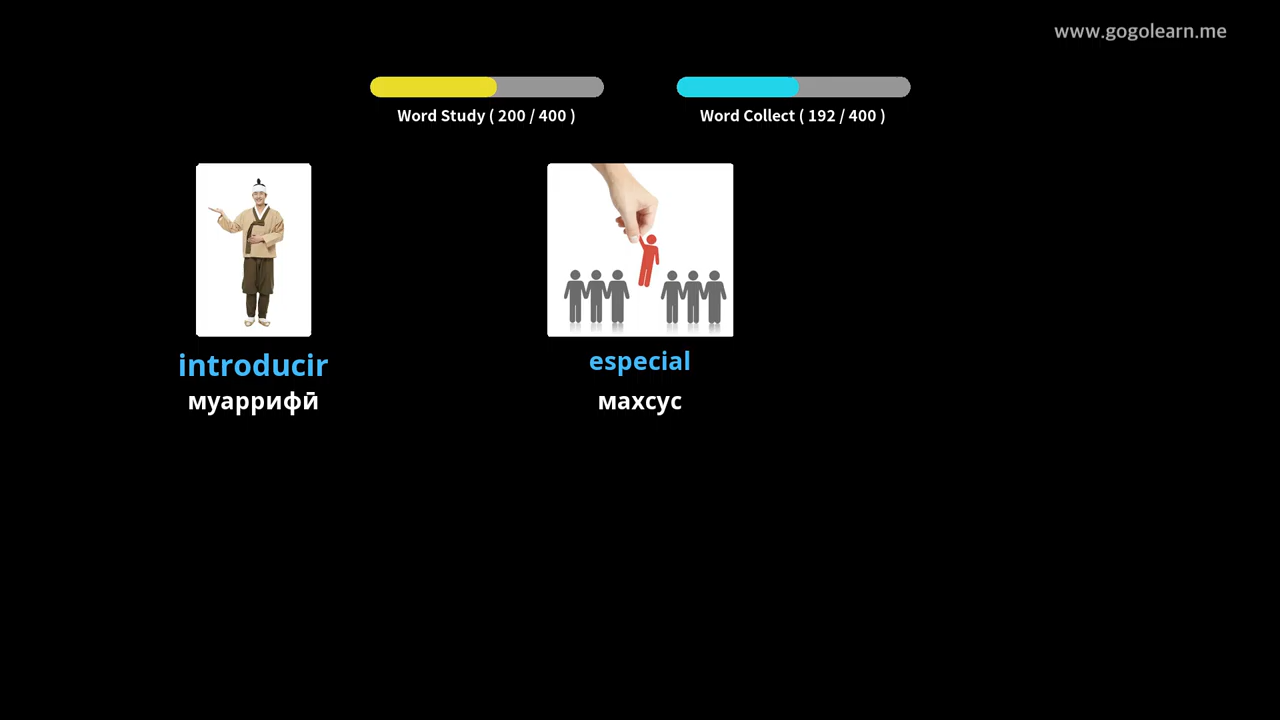 www.gogolearn.me
Word Study ( 200 / 400 )
Word Collect ( 192 / 400 )
introducir
муаррифӣ
especial
махсус